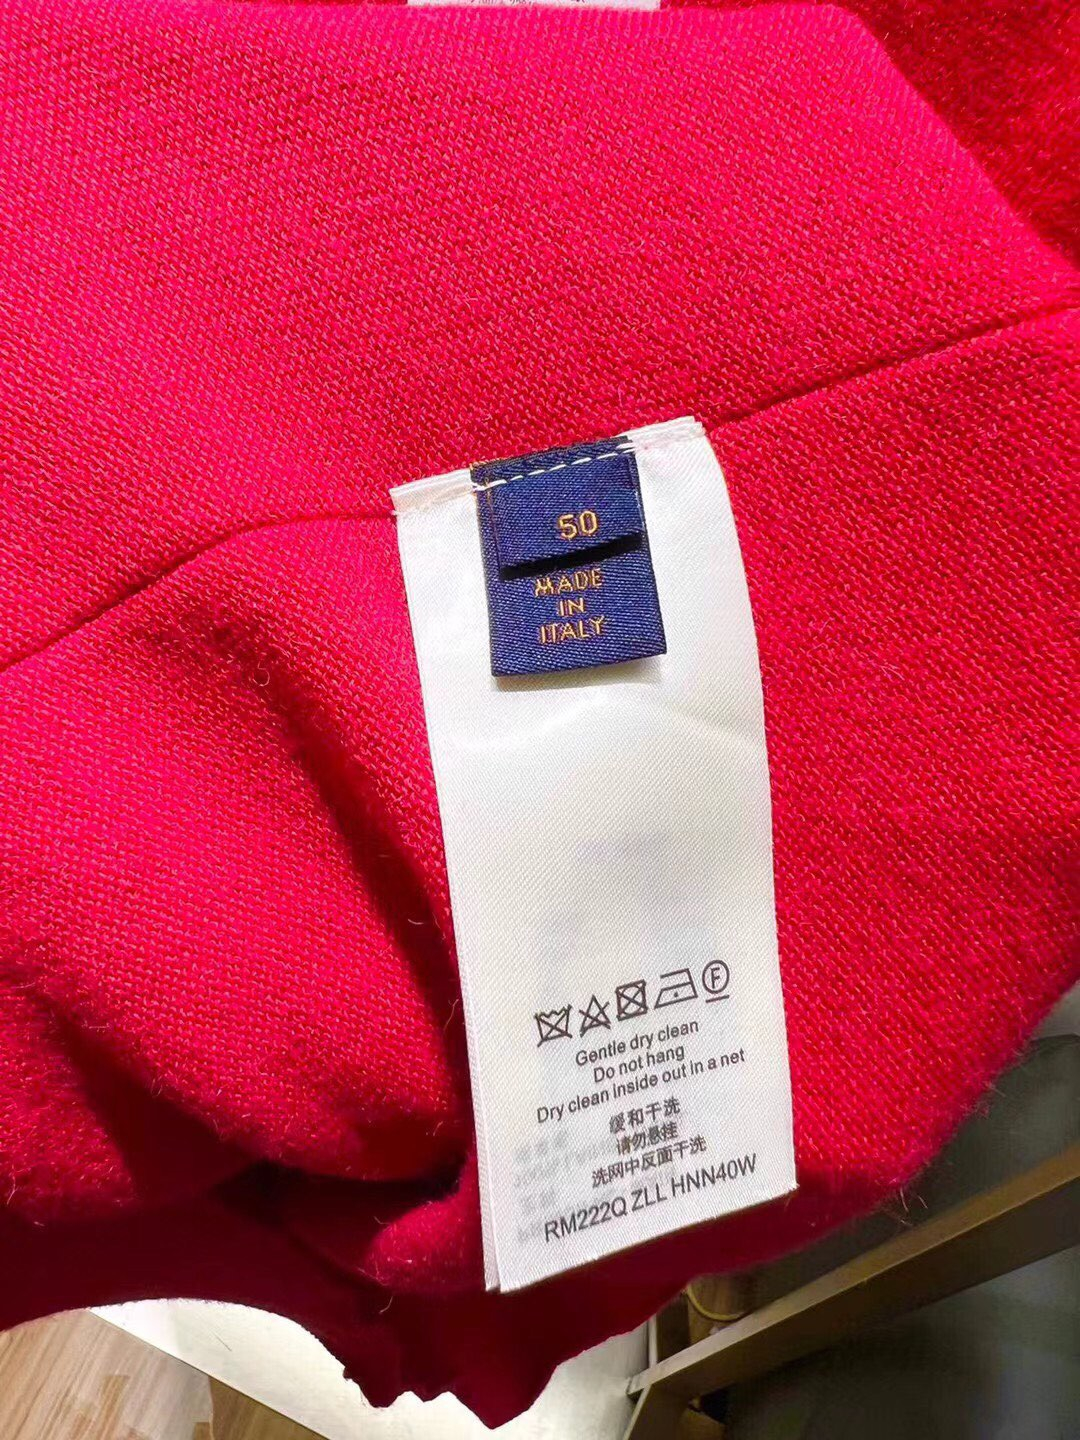 50
MADE
IN
ITALY
F
Gentle dry clean
Do not hang
Dry clean inside out in a net
缓和干洗
请勿悬挂
洗网中反面干洗
RM222Q ZLL HNN40W